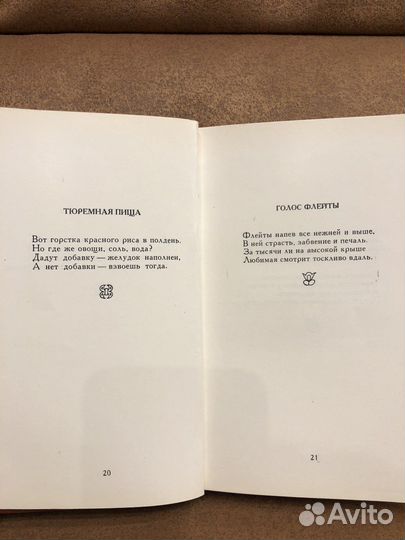 ТЮРЕМНАЯ ПИЩА
Вот горстка красного риса в полдень.
Но где же овощи, соль, вода?
Дадут добавку — желудок наполнен,
А нет добавки — взвоешь тогда.
20
ГОЛОС ФЛЕЙТЫ
Флейты напев все нежней и выше,
В ней страсть, забвение и печаль.
За тысячи ли на высокой крыше
Любимая смотрит тоскливо вдаль.
21
Avito